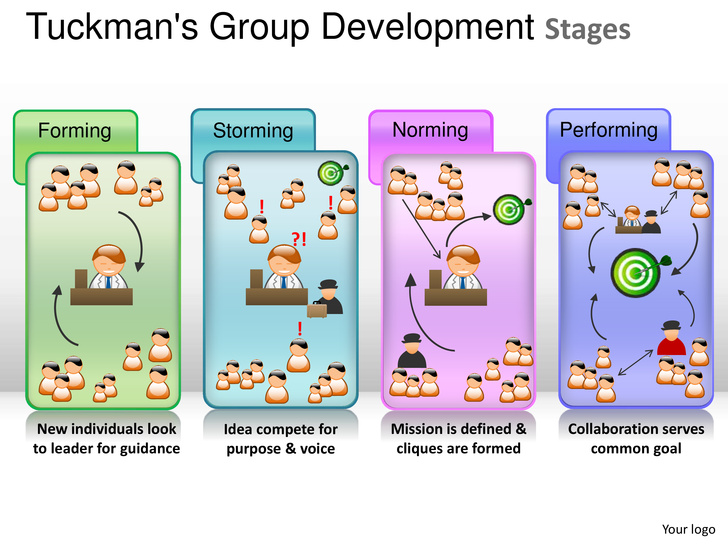 Tuckman's Group Development Stages
Forming
Storming
Norming
Performing
!
!
?!
!
New individuals look
to leader for guidance
Idea compete for
purpose & voice
Mission is defined &
cliques are formed
Collaboration serves
common goal
Your logo